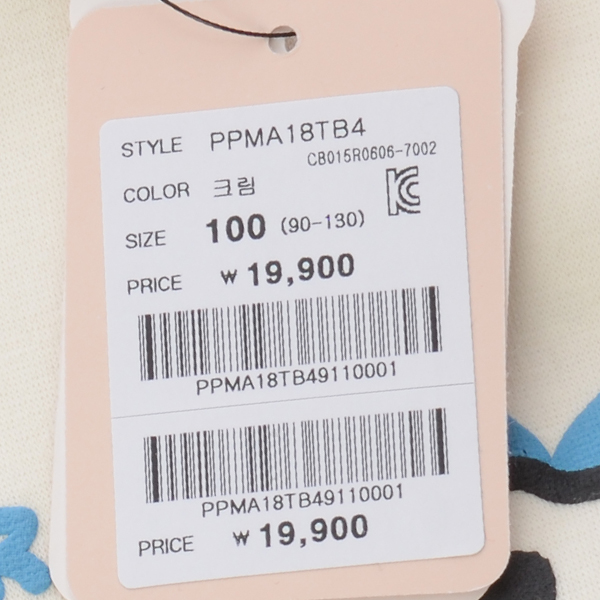 STYLE PPMA18TB4
CB015R0606-7002
COLOR 크림
KC
SIZE 100 (90-130)
PRICE ₩ 19,900
PPMA18TB49110001
PPMA18TB49110001
PRICE ₩ 19,900